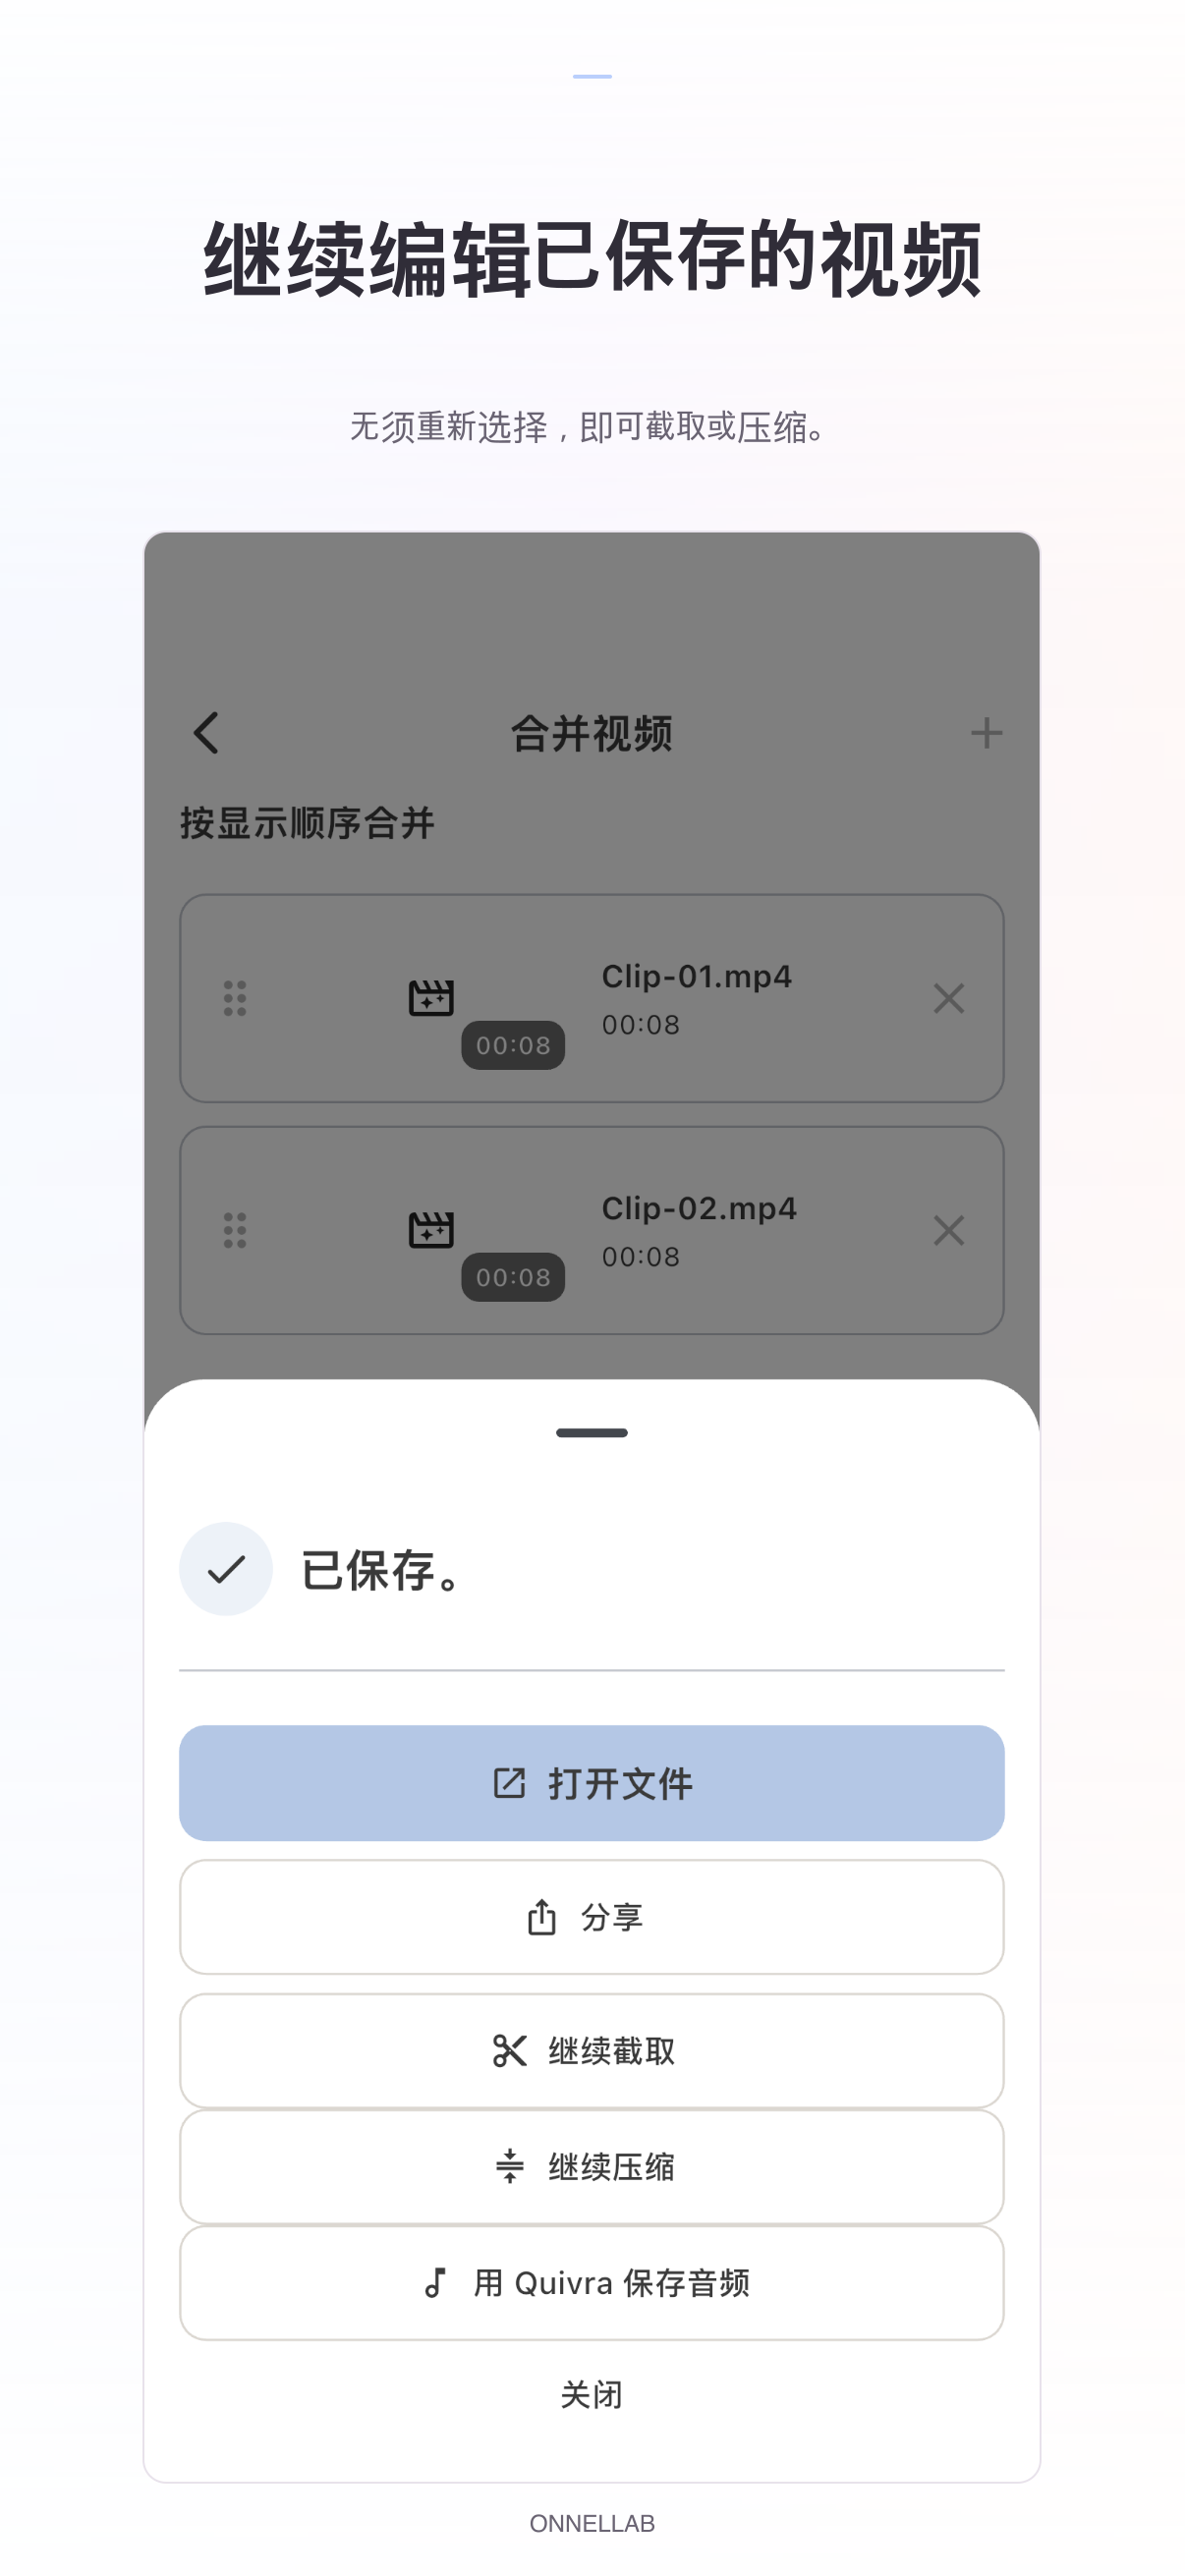 继续编辑已保存的视频
无须重新选择，即可截取或压缩。
合并视频
按显示顺序合并
Clip-01.mp4
00:08
00:08
Clip-02.mp4
00:08
00:08
已保存。
打开文件
分享
继续截取
继续压缩
用 Quivra 保存音频
关闭
ONNELLAB